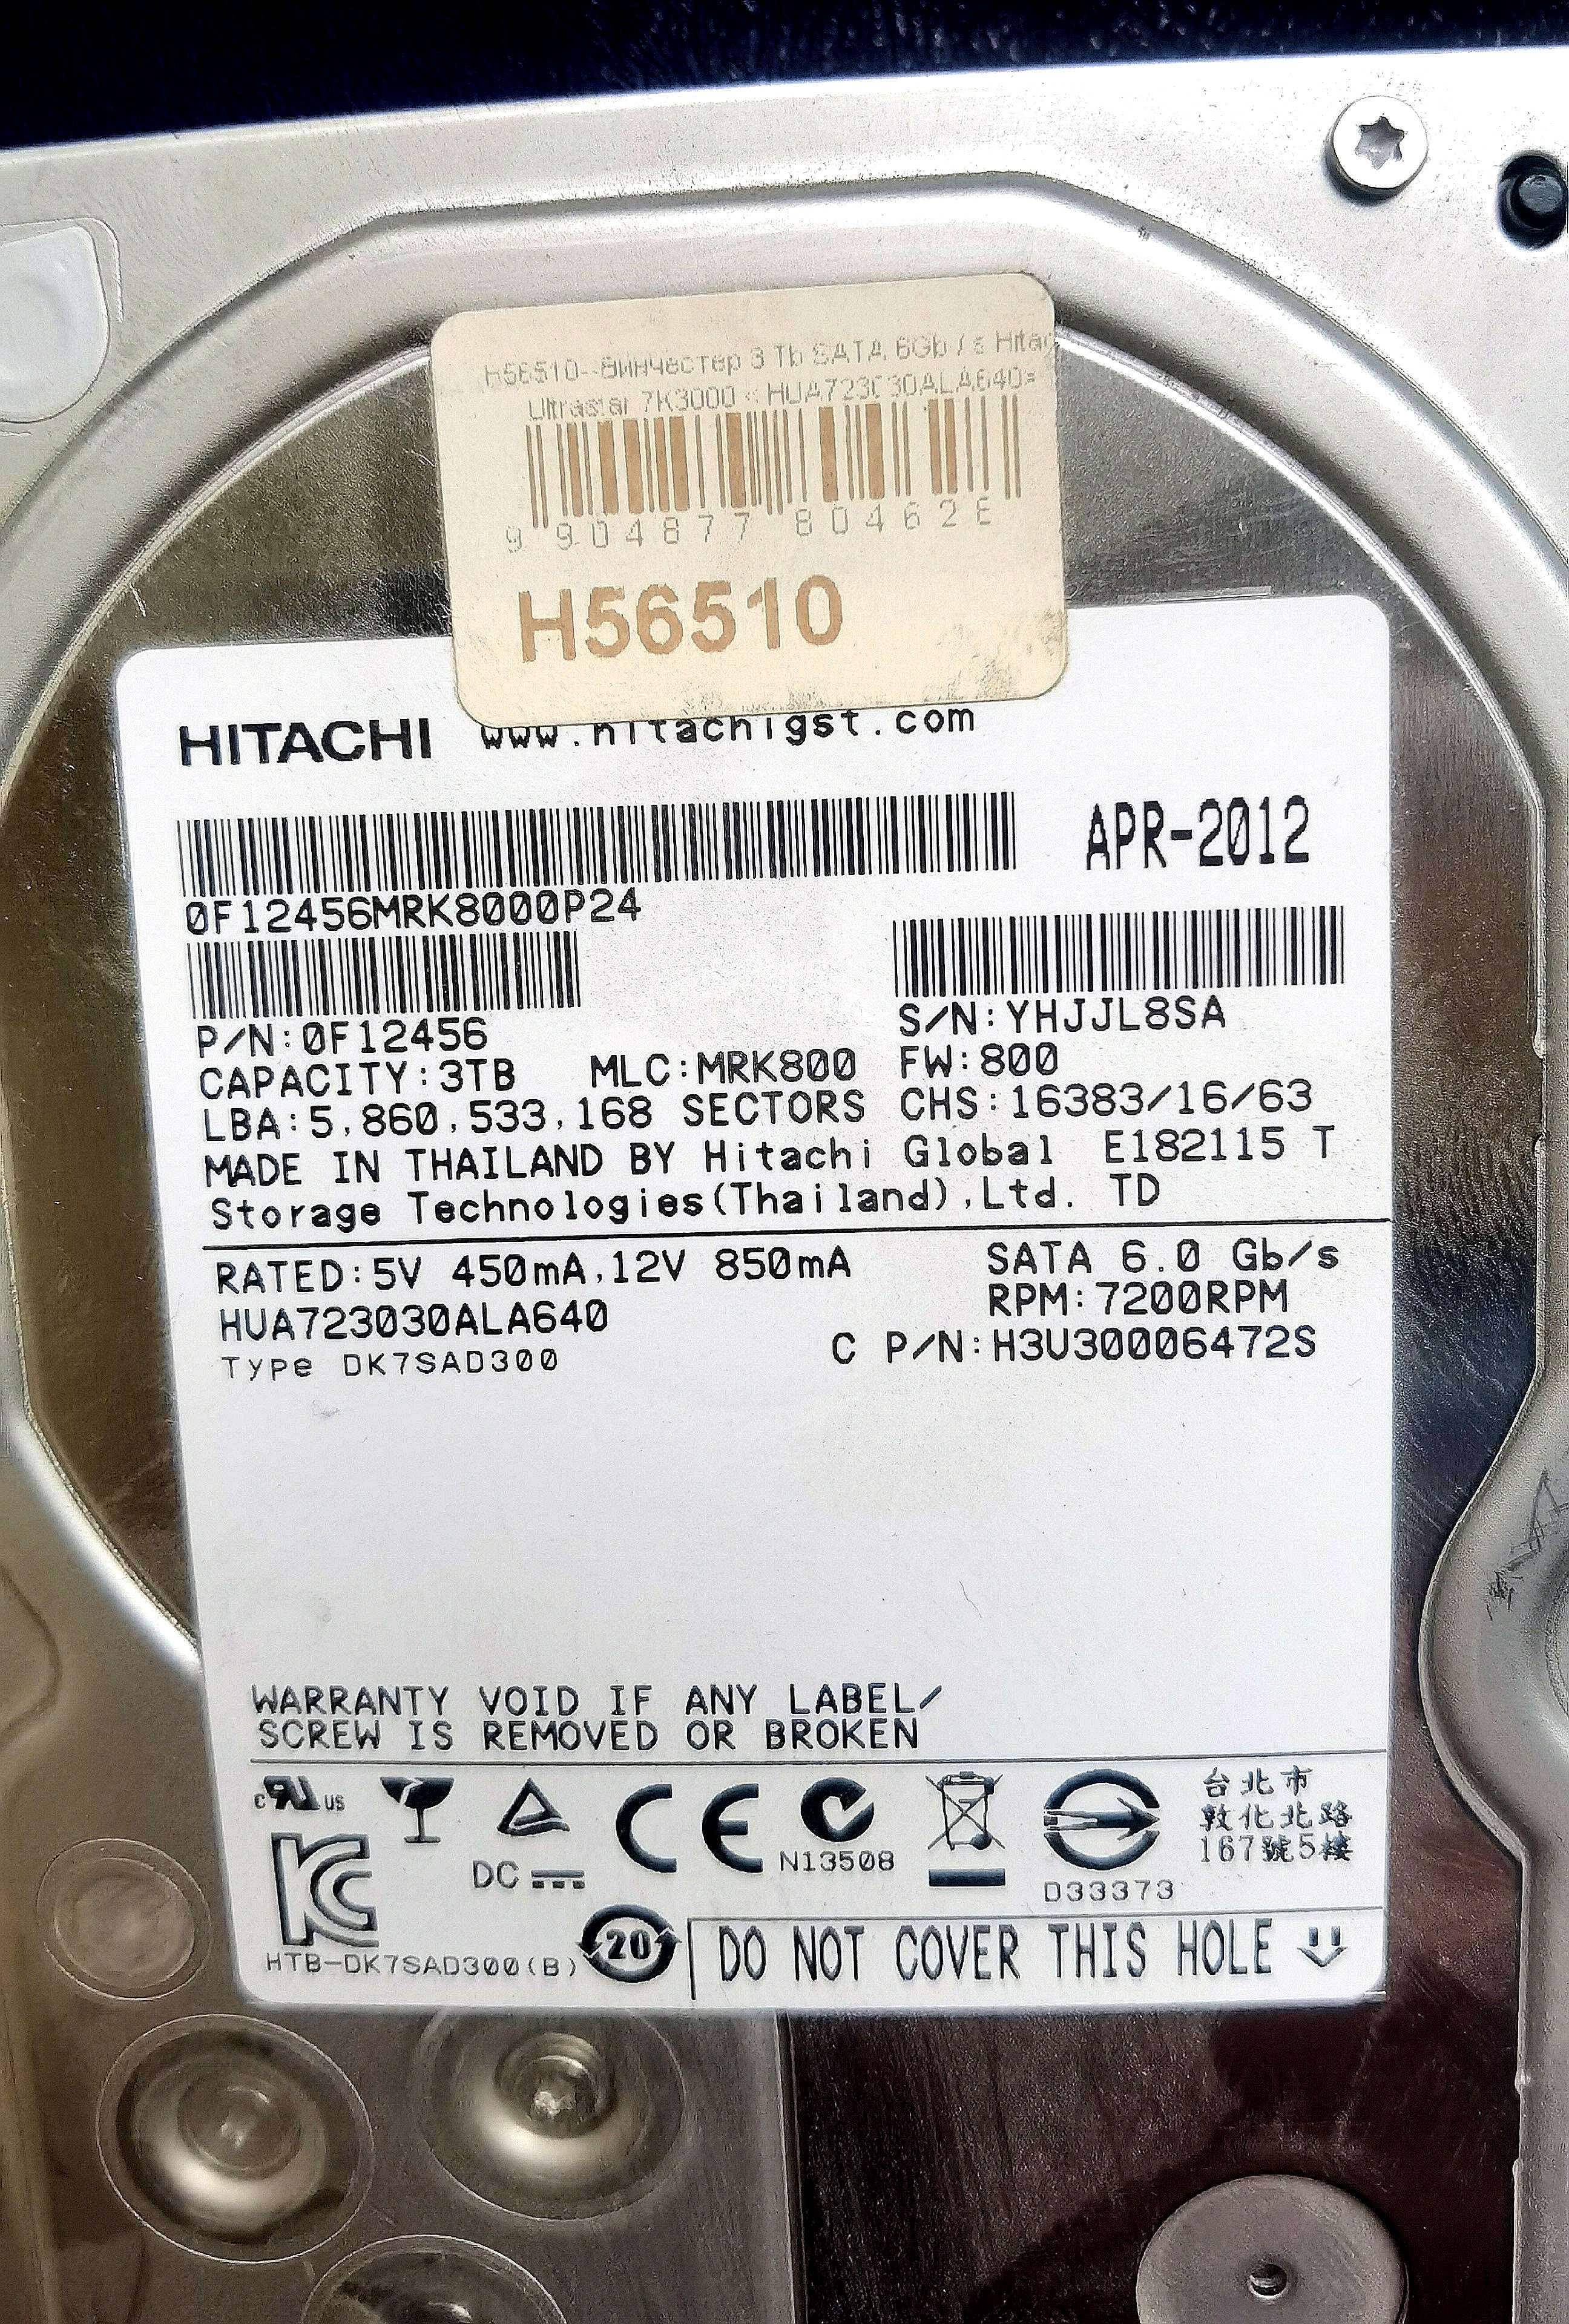 H56510--Винчестер 3 Tb SATA 6Gb / s Hitac
Ultrastar 7K3000 < HUA723030ALA640>
9 904877 80462
H56510
HITACHI www.hitachigst.com
APR-2012
0F12456MRK8000P24
P/N:0F12456
S/N:YHJJL8SA
CAPACITY:3TB MLC:MRK800 FW:800
LBA:5,860,533,168 SECTORS CHS:16383/16/63
MADE IN THAILAND BY Hitachi Global E182115 T
Storage Technologies(Thailand),Ltd. TD
RATED:5V 450mA,12V 850mA SATA 6.0 Gb/s
HUA723030ALA640 RPM:7200RPM
Type DK7SAD300 C P/N:H3U30006472S
WARRANTY VOID IF ANY LABEL/
SCREW IS REMOVED OR BROKEN
c US
DC
CE
N13508
D33373
台北市
敦化北路
167號5樓
KC
HTB-DK7SAD300(B)
20
DO NOT COVER THIS HOLE